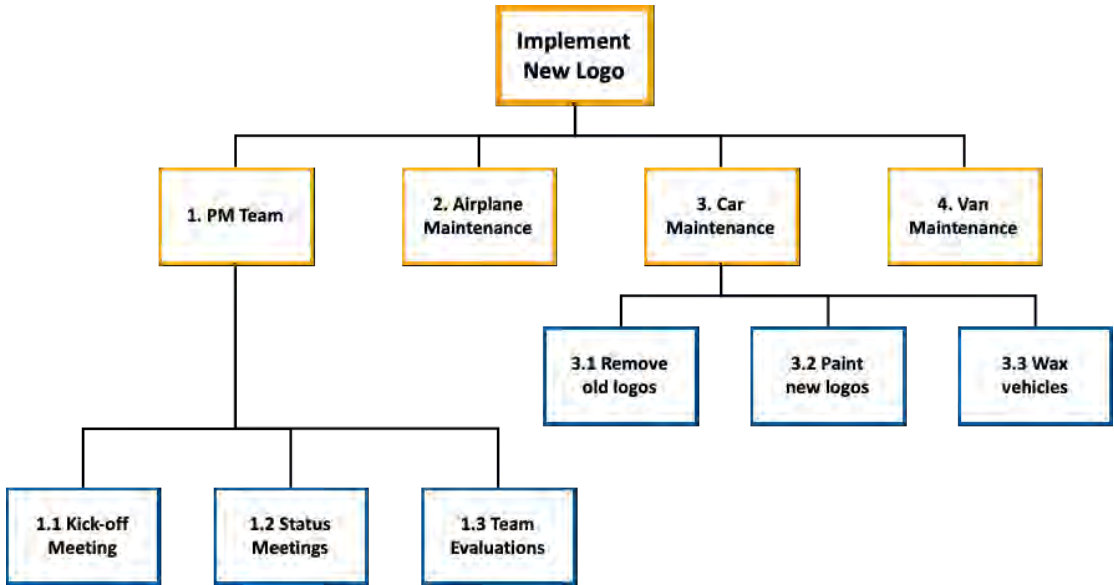 Implement
New Logo
1. PM Team
2. Airplane
Maintenance
3. Car
Maintenance
4. Van
Maintenance
3.1 Remove
old logos
3.2 Paint
new logos
3.3 Wax
vehicles
1.1 Kick-off
Meeting
1.2 Status
Meetings
1.3 Team
Evaluations